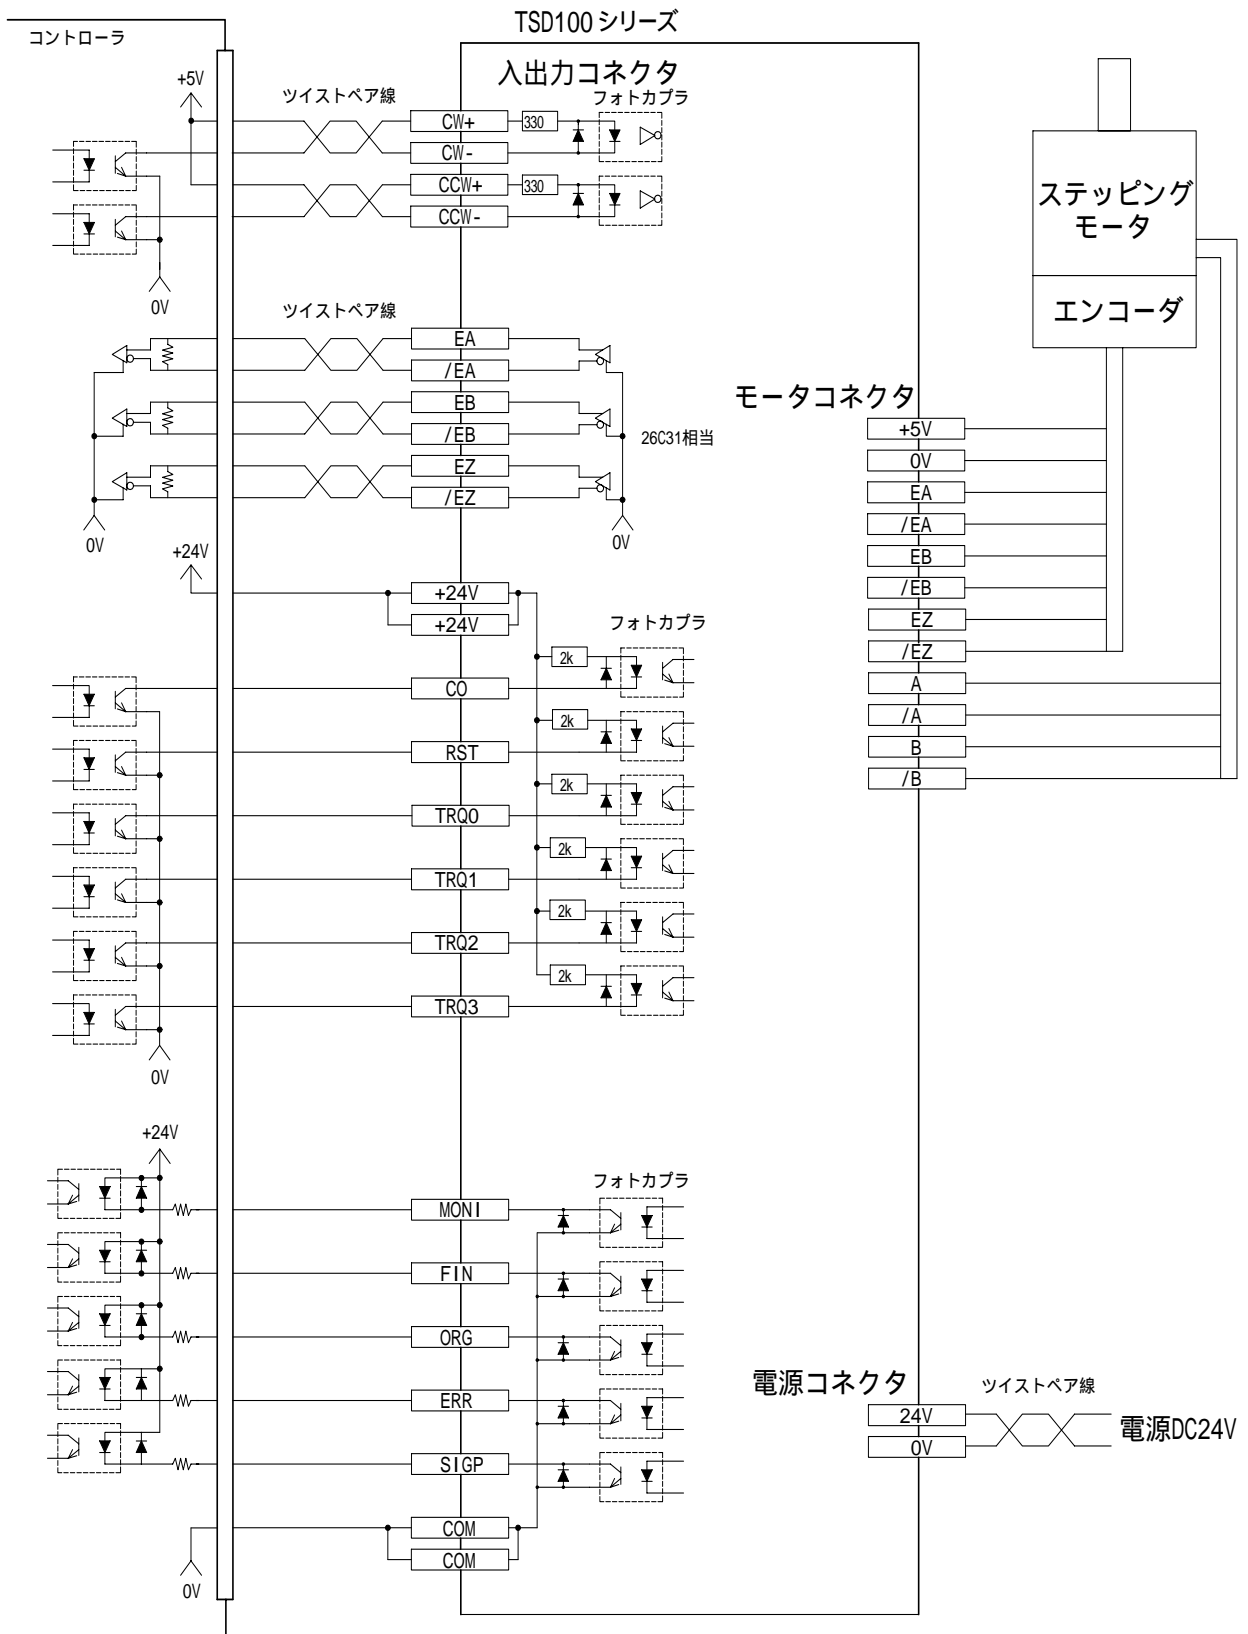 TSD100シリーズ
コントローラ
入出力コネクタ
+5V
ツイストペア線
フォトカプラ
CW+
330
CW-
CCW+
330
CCW-
0V
ステッピング
モータ
エンコーダ
ツイストペア線
EA
/EA
EB
/EB
EZ
/EZ
26C31相当
0V
0V
モータコネクタ
+5V
0V
EA
/EA
EB
/EB
EZ
/EZ
A
/A
B
/B
+24V
+24V
+24V
フォトカプラ
2k
CO
2k
RST
2k
TRQ0
2k
TRQ1
2k
TRQ2
2k
TRQ3
0V
+24V
フォトカプラ
MONI
FIN
ORG
ERR
SIGP
COM
COM
0V
電源コネクタ
ツイストペア線
24V
0V
電源DC24V